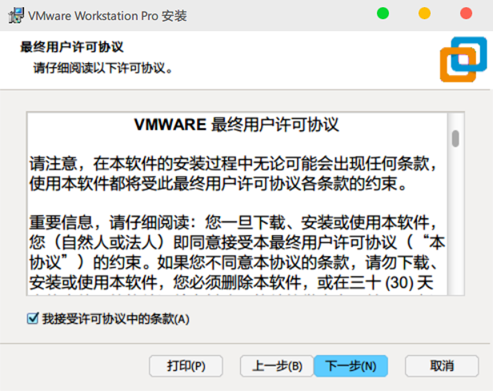 VMware Workstation Pro 安装
最终用户许可协议
请仔细阅读以下许可协议。
VMWARE 最终用户许可协议
请注意，在本软件的安装过程中无论可能会出现任何条款，
使用本软件都将受此最终用户许可协议各条款的约束。
重要信息，请仔细阅读：您一旦下载、安装或使用本软件，
您（自然人或法人）即同意接受本最终用户许可协议（“本
协议”）的约束。如果您不同意本协议的条款，请勿下载、
安装或使用本软件，您必须删除本软件，或在三十 (30) 天
我接受许可协议中的条款(A)
打印(P)
上一步(B)
下一步(N)
取消